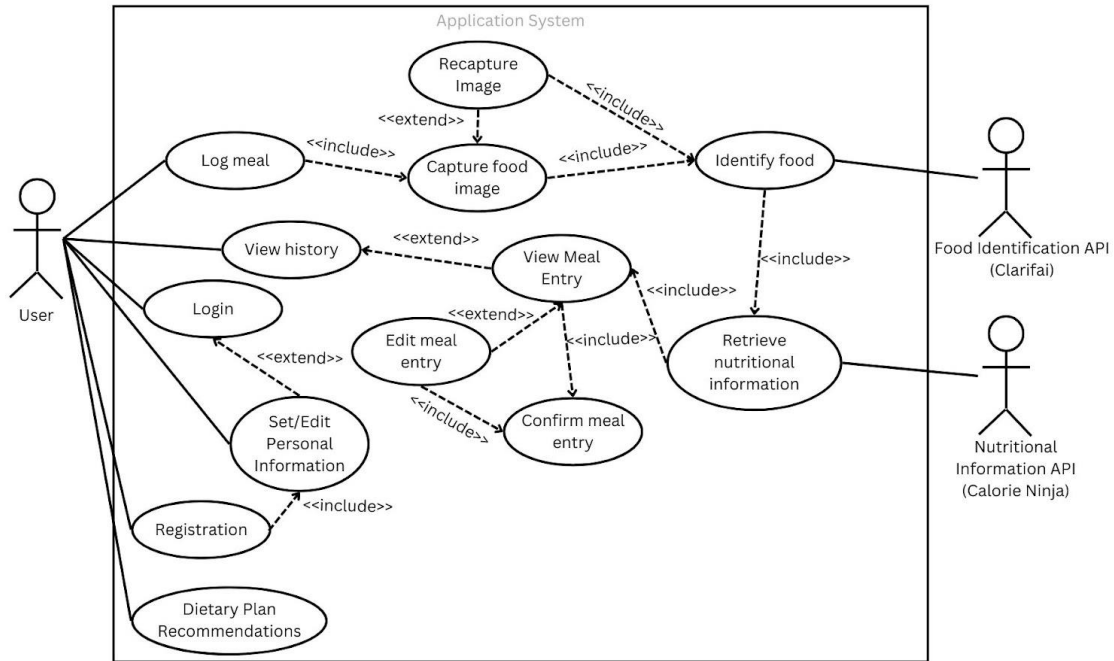 Application System
Recapture
Image
<<extend>>
<<include>>
Log meal
<<include>>
Capture food
image
<<include>>
Identify food
Food Identification API
(Clarifai)
User
View history
<<extend>>
View Meal
Entry
<<include>>
<<include>>
Login
<<extend>>
Edit meal
entry
<<extend>>
<<include>>
Retrieve
nutritional
information
<<include>>
Confirm meal
entry
Set/Edit
Personal
Information
Nutritional
Information API
(Calorie Ninja)
Registration
<<include>>
Dietary Plan
Recommendations